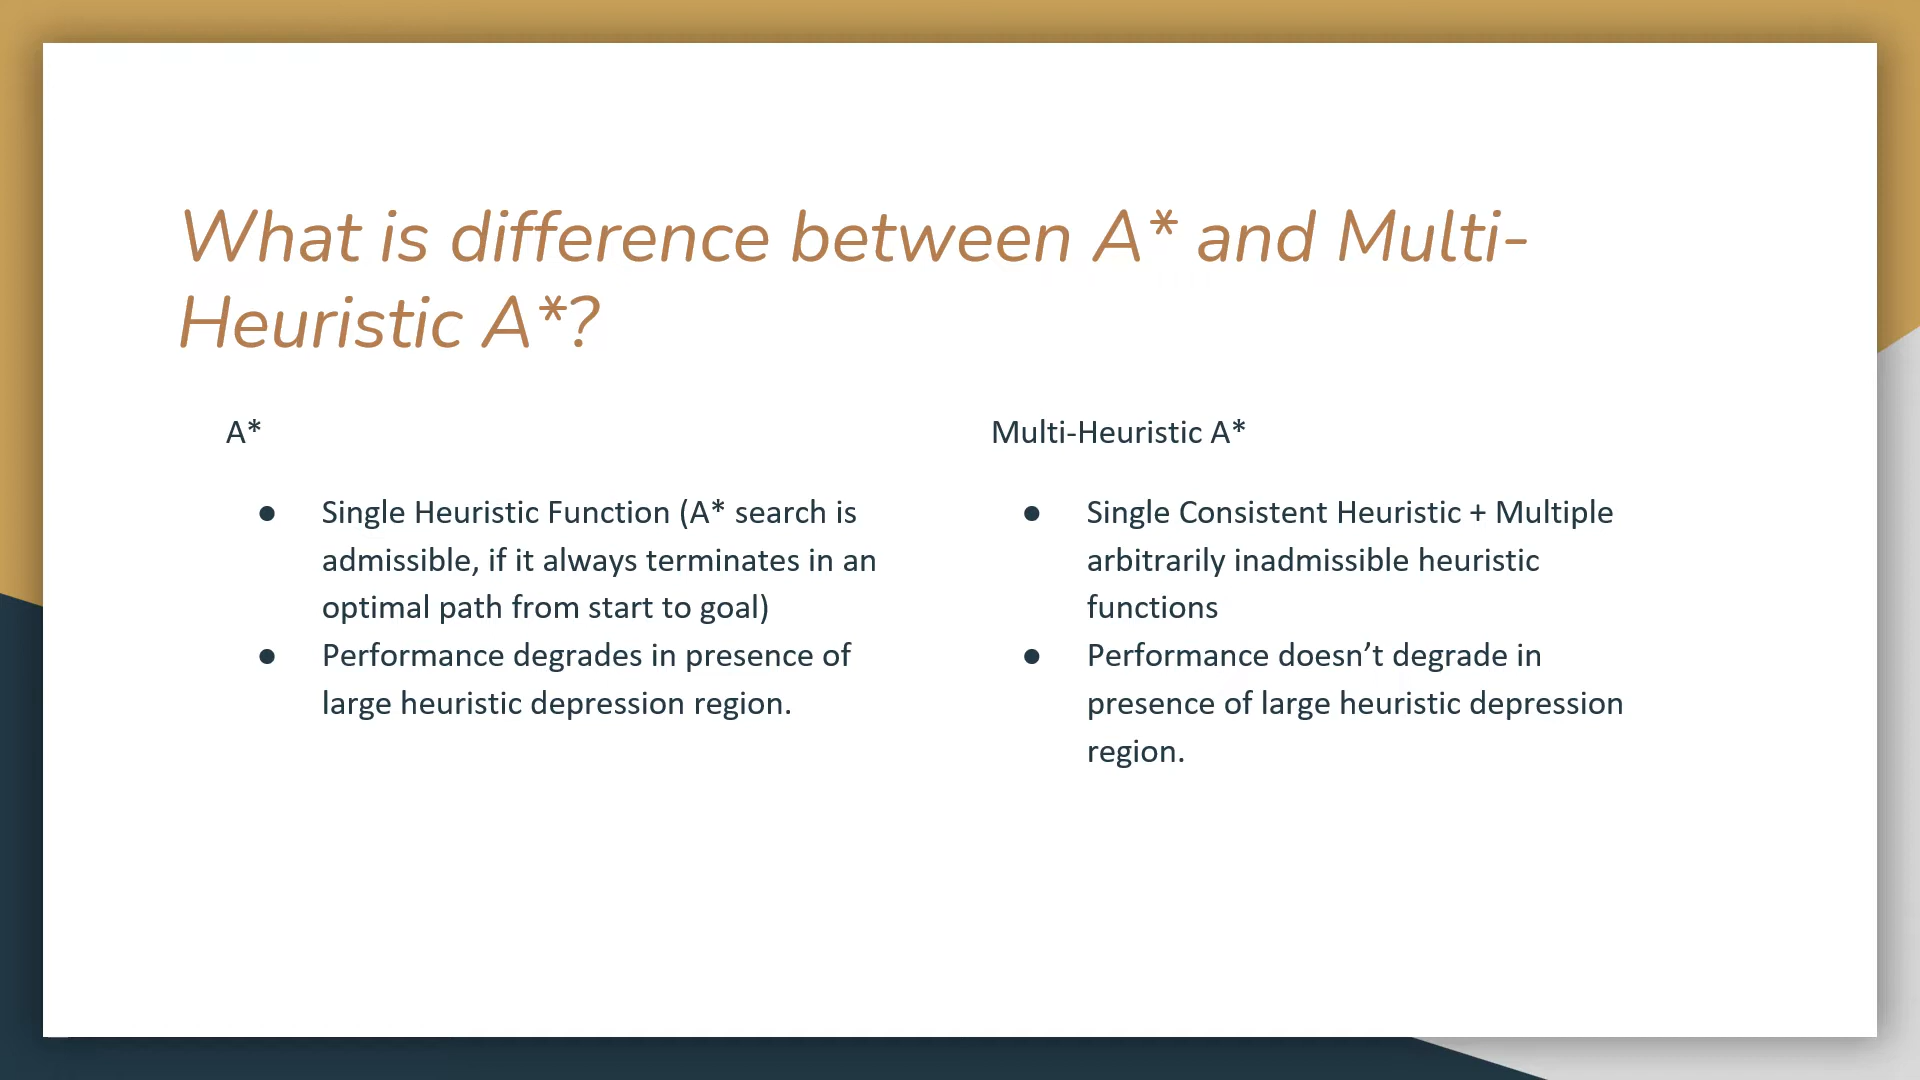 What is difference between A* and Multi-
Heuristic A*?
A*
● Single Heuristic Function (A* search is
admissible, if it always terminates in an
optimal path from start to goal)
● Performance degrades in presence of
large heuristic depression region.
Multi-Heuristic A*
● Single Consistent Heuristic + Multiple
arbitrarily inadmissible heuristic
functions
● Performance doesn’t degrade in
presence of large heuristic depression
region.